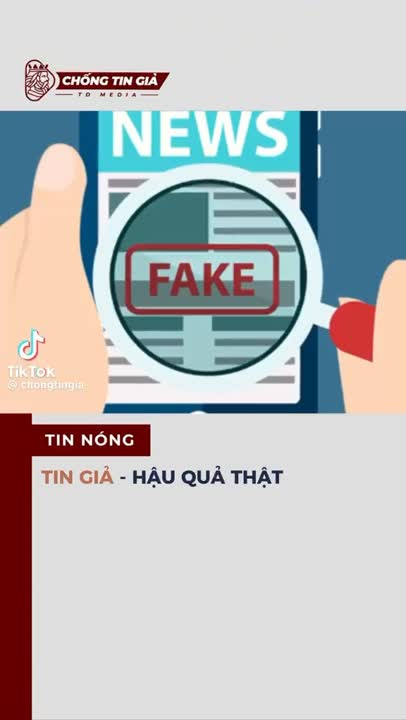 CHỐNG TIN GIẢ
TD MEDIA
NEWS
FAKE
TikTok
@ chongtingia
TIN NÓNG
TIN GIẢ - HẬU QUẢ THẬT